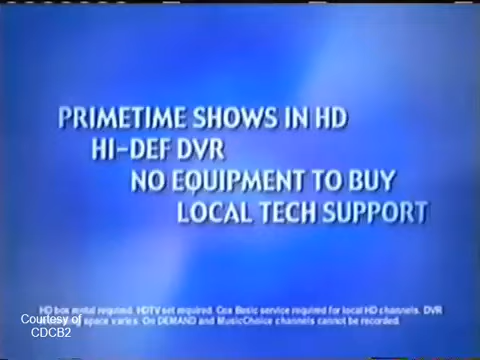 PRIMETIME SHOWS IN HD
HI-DEF DVR
NO EQUIPMENT TO BUY
LOCAL TECH SUPPORT
HD box rental required. HDTV set required. Cox Basic service required for local HD channels. DVR
space varies. On DEMAND and MusicChoice channels cannot be recorded.
Courtesy of
CDCB2